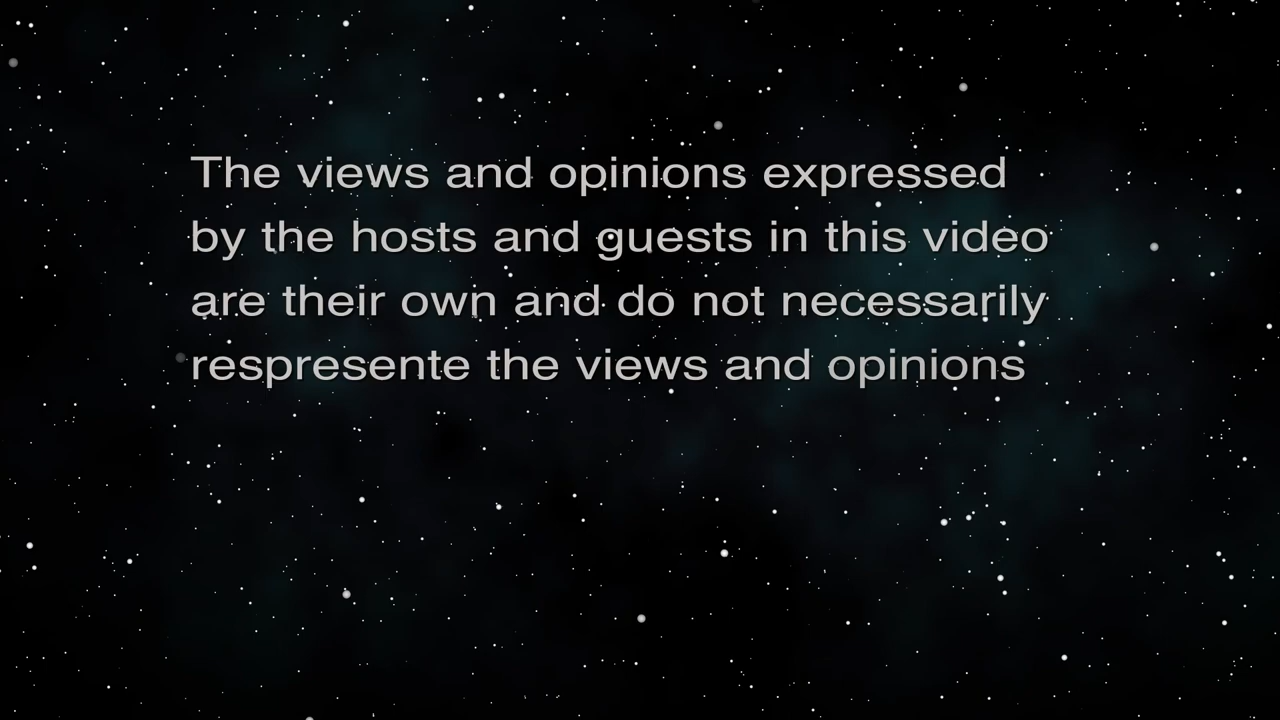 The views and opinions expressed
by the hosts and guests in this video
are their own and do not necessarily
respresente the views and opinions